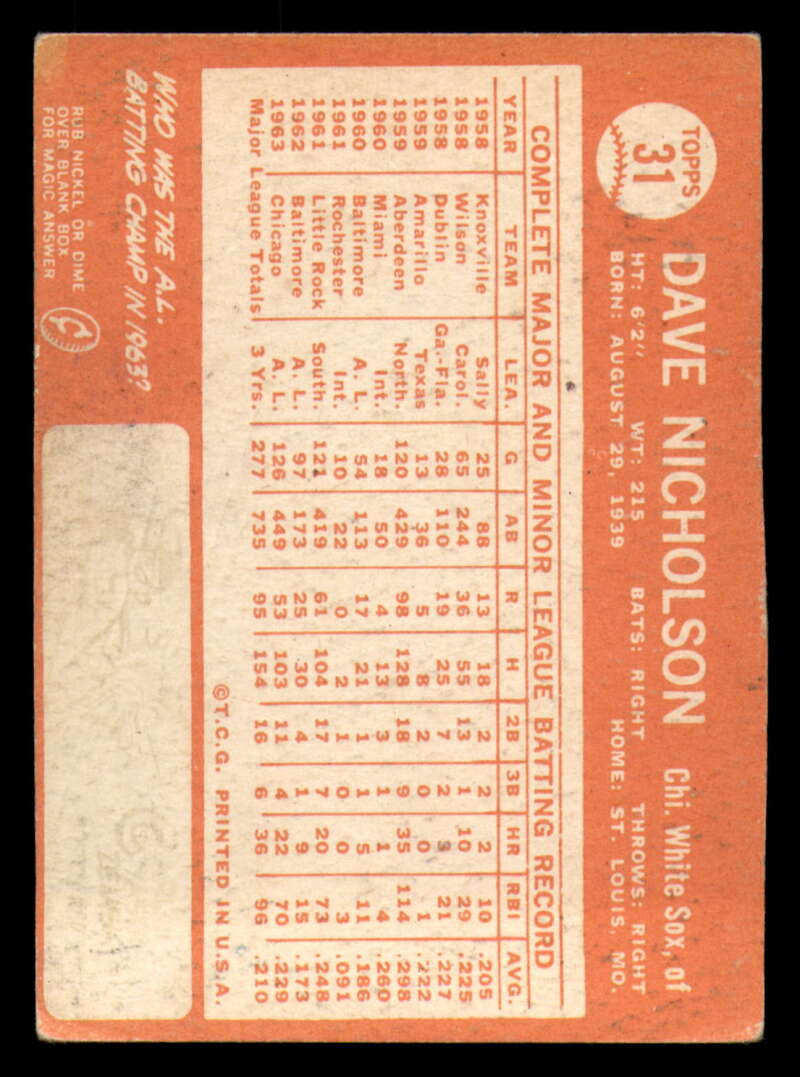 TOPPS
31
DAVE NICHOLSON Chi. White Sox, of
HT: 6'2" WT: 215 BATS: RIGHT THROWS: RIGHT
BORN: AUGUST 29, 1939 HOME: ST. LOUIS, MO.
COMPLETE MAJOR AND MINOR LEAGUE BATTING RECORD
YEAR TEAM LEA. G AB R H 2B 3B HR RBI AVG.
1958 Knoxville Sally 25 88 13 18 2 2 2 10 .205
1958 Wilson Carol. 65 244 36 55 13 1 10 29 .225
1958 Dublin Ga.-Fla. 28 110 19 25 7 2 3 21 .227
1959 Amarillo Texas 13 36 5 8 2 0 0 1 .222
1959 Aberdeen North. 120 429 98 128 18 9 35 114 .298
1960 Miami Int. 18 50 4 13 3 1 1 4 .260
1960 Baltimore A. L. 54 113 17 21 1 1 5 11 .186
1961 Rochester Int. 10 22 0 2 1 0 0 3 .091
1961 Little Rock South. 121 419 61 104 17 7 20 73 .248
1962 Baltimore A. L. 97 173 25 30 4 1 9 15 .173
1963 Chicago A. L. 126 449 53 103 11 4 22 70 .229
Major League Totals 3 Yrs. 277 735 95 154 16 6 36 96 .210
©T.C.G. PRINTED IN U.S.A.
WHO WAS THE A.L.
BATTING CHAMP IN 1963?
RUB NICKEL OR DIME
OVER BLANK BOX
FOR MAGIC ANSWER